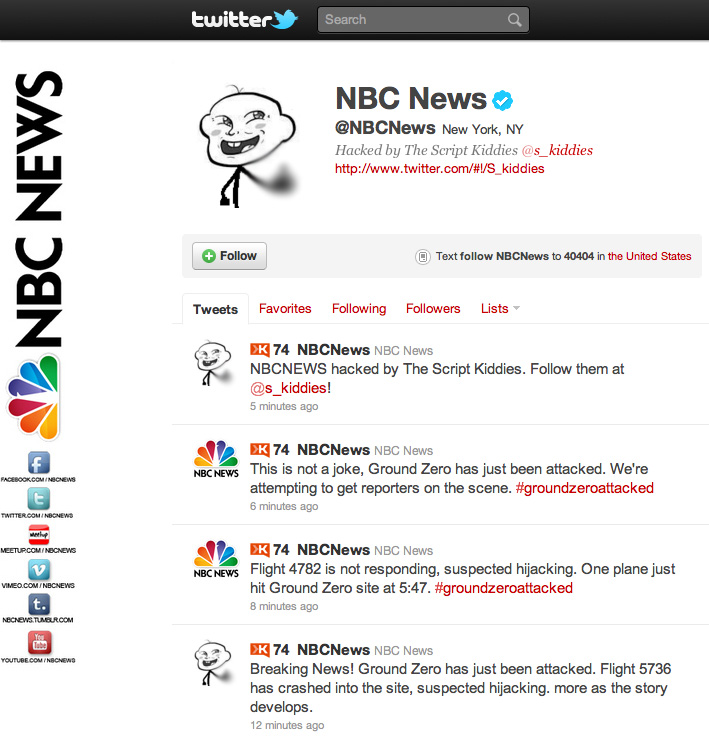 twitter
Search
NBC NEWS
FACEBOOK.COM / NBCNEWS
TWITTER.COM / NBCNEWS
Meetup
MEETUP.COM / NBCNEWS
VIMEO.COM / NBCNEWS
t.
NBCNEWS.TUMBLR.COM
You
Tube
YOUTUBE.COM / NBCNEWS
NBC News
@NBCNews New York, NY
Hacked by The Script Kiddies @s_kiddies
http://www.twitter.com/#!/S_kiddies
Follow
Text follow NBCNews to 40404 in the United States
Tweets Favorites Following Followers Lists
K 74 NBCNews NBC News
NBCNEWS hacked by The Script Kiddies. Follow them at
@s_kiddies!
5 minutes ago
NBC NEWS
K 74 NBCNews NBC News
This is not a joke, Ground Zero has just been attacked. We're
attempting to get reporters on the scene. #groundzeroattacked
6 minutes ago
NBC NEWS
K 74 NBCNews NBC News
Flight 4782 is not responding, suspected hijacking. One plane just
hit Ground Zero site at 5:47. #groundzeroattacked
8 minutes ago
K 74 NBCNews NBC News
Breaking News! Ground Zero has just been attacked. Flight 5736
has crashed into the site, suspected hijacking. more as the story
develops.
12 minutes ago